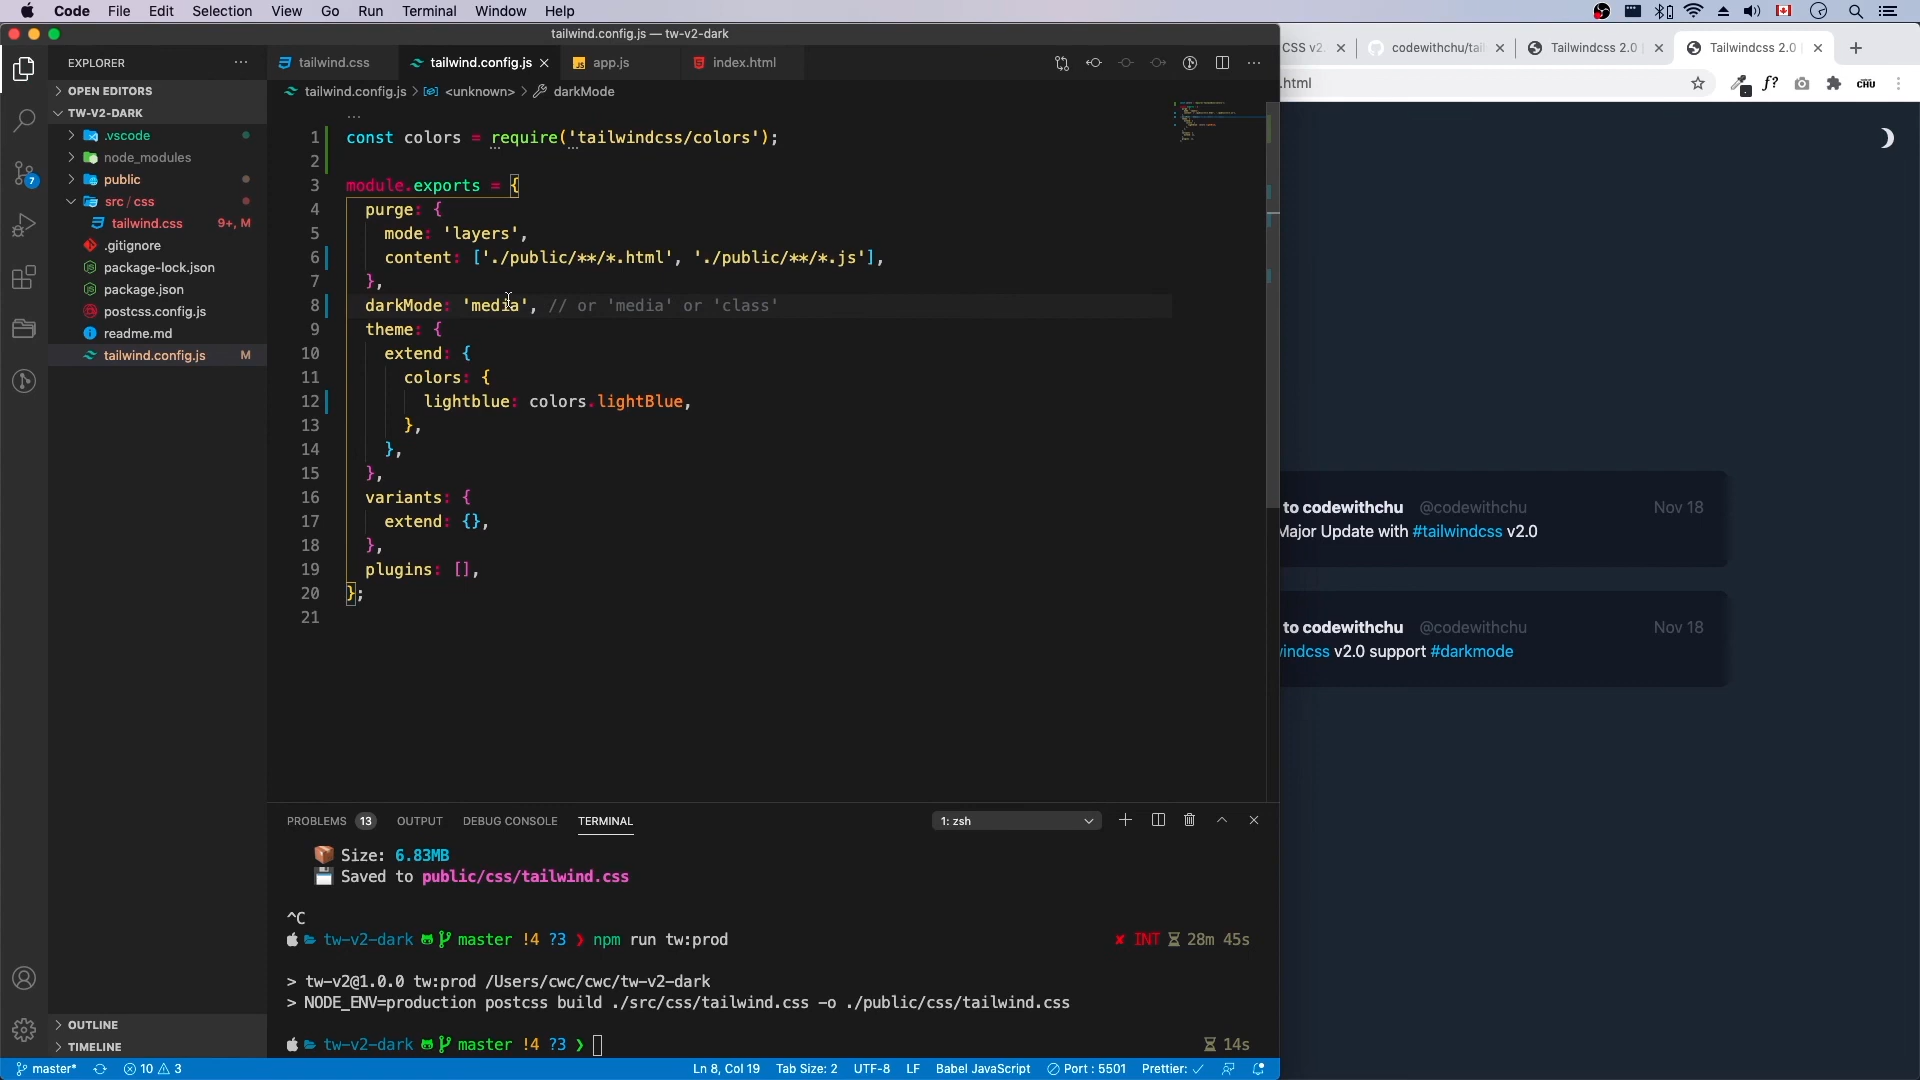 Code File Edit Selection View Go Run Terminal Window Help
tailwind.config.js — tw-v2-dark
CSS v2.
codewithchu/tail
Tailwindcss 2.0
Tailwindcss 2.0
.html
f?
CHU
EXPLORER
OPEN EDITORS
TW-V2-DARK
.vscode
node_modules
public
src / css
tailwind.css 9+, M
.gitignore
package-lock.json
package.json
postcss.config.js
readme.md
tailwind.config.js M
OUTLINE
TIMELINE
7
tailwind.css
tailwind.config.js
app.js
index.html
tailwind.config.js > <unknown> > darkMode
1 const colors = require('tailwindcss/colors');
2
3 module.exports = {
4 purge: {
5 mode: 'layers',
6 content: ['./public/**/*.html', './public/**/*.js'],
7 },
8 darkMode: 'media', // or 'media' or 'class'
9 theme: {
10 extend: {
11 colors: {
12 lightblue: colors.lightBlue,
13 },
14 },
15 },
16 variants: {
17 extend: {},
18 },
19 plugins: [],
20 };
21
PROBLEMS 13 OUTPUT DEBUG CONSOLE TERMINAL
1: zsh
Size: 6.83MB
Saved to public/css/tailwind.css
^C
tw-v2-dark master !4 ?3 ❯ npm run tw:prod ✘ INT 28m 45s
> tw-v2@1.0.0 tw:prod /Users/cwc/cwc/tw-v2-dark
> NODE_ENV=production postcss build ./src/css/tailwind.css -o ./public/css/tailwind.css
tw-v2-dark master !4 ?3 ❯ 14s
master* 10 3 Ln 8, Col 19 Tab Size: 2 UTF-8 LF Babel JavaScript Port : 5501 Prettier: ✓
to codewithchu @codewithchu Nov 18
Major Update with #tailwindcss v2.0
to codewithchu @codewithchu Nov 18
windcss v2.0 support #darkmode